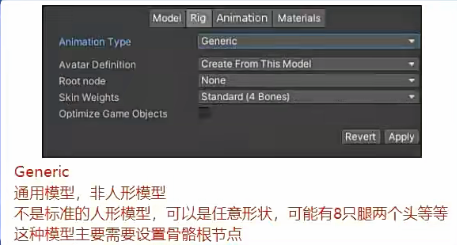 Model Rig Animation Materials
Animation Type Generic
Avatar Definition Create From This Model
Root node None
Skin Weights Standard (4 Bones)
Optimize Game Objects
Revert Apply
Generic
通用模型，非人形模型
不是标准的人形模型，可以是任意形状，可能有8只腿两个头等等
这种模型主要需要设置骨骼根节点